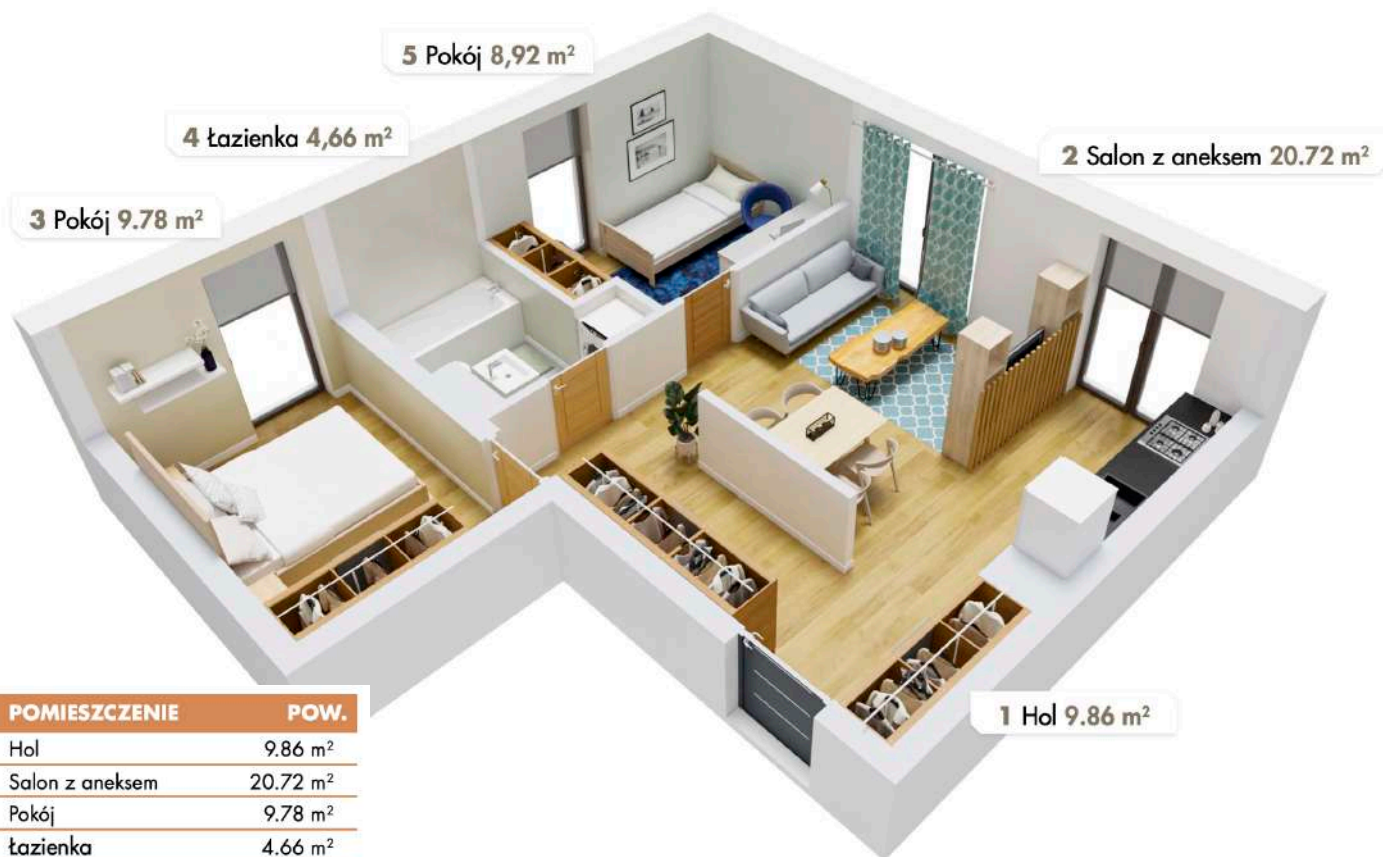 5 Pokój 8,92 m²
4 Łazienka 4,66 m²
2 Salon z aneksem 20.72 m²
3 Pokój 9.78 m²
1 Hol 9.86 m²
POMIESZCZENIE POW.
Hol 9.86 m²
Salon z aneksem 20.72 m²
Pokój 9.78 m²
Łazienka 4.66 m²